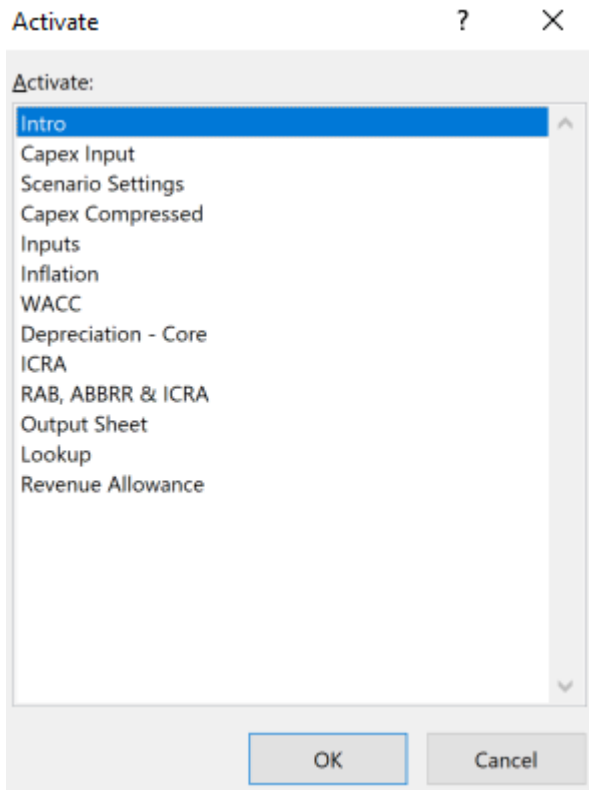 Activate
Activate:
Intro
Capex Input
Scenario Settings
Capex Compressed
Inputs
Inflation
WACC
Depreciation - Core
ICRA
RAB, ABBRR & ICRA
Output Sheet
Lookup
Revenue Allowance
OK Cancel